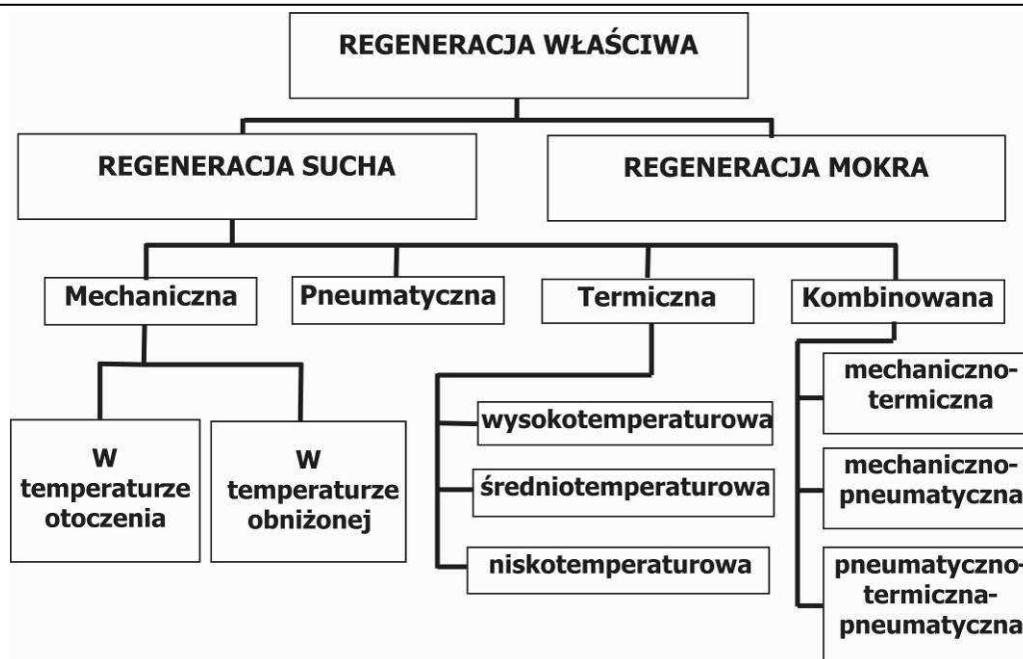 REGENERACJA WŁAŚCIWA
REGENERACJA SUCHA
REGENERACJA MOKRA
Mechaniczna
Pneumatyczna
Termiczna
Kombinowana
W
temperaturze
otoczenia
W
temperaturze
obniżonej
wysokotemperaturowa
średniotemperaturowa
niskotemperaturowa
mechaniczno-
termiczna
mechaniczno-
pneumatyczna
pneumatyczno-
termiczna-
pneumatyczna